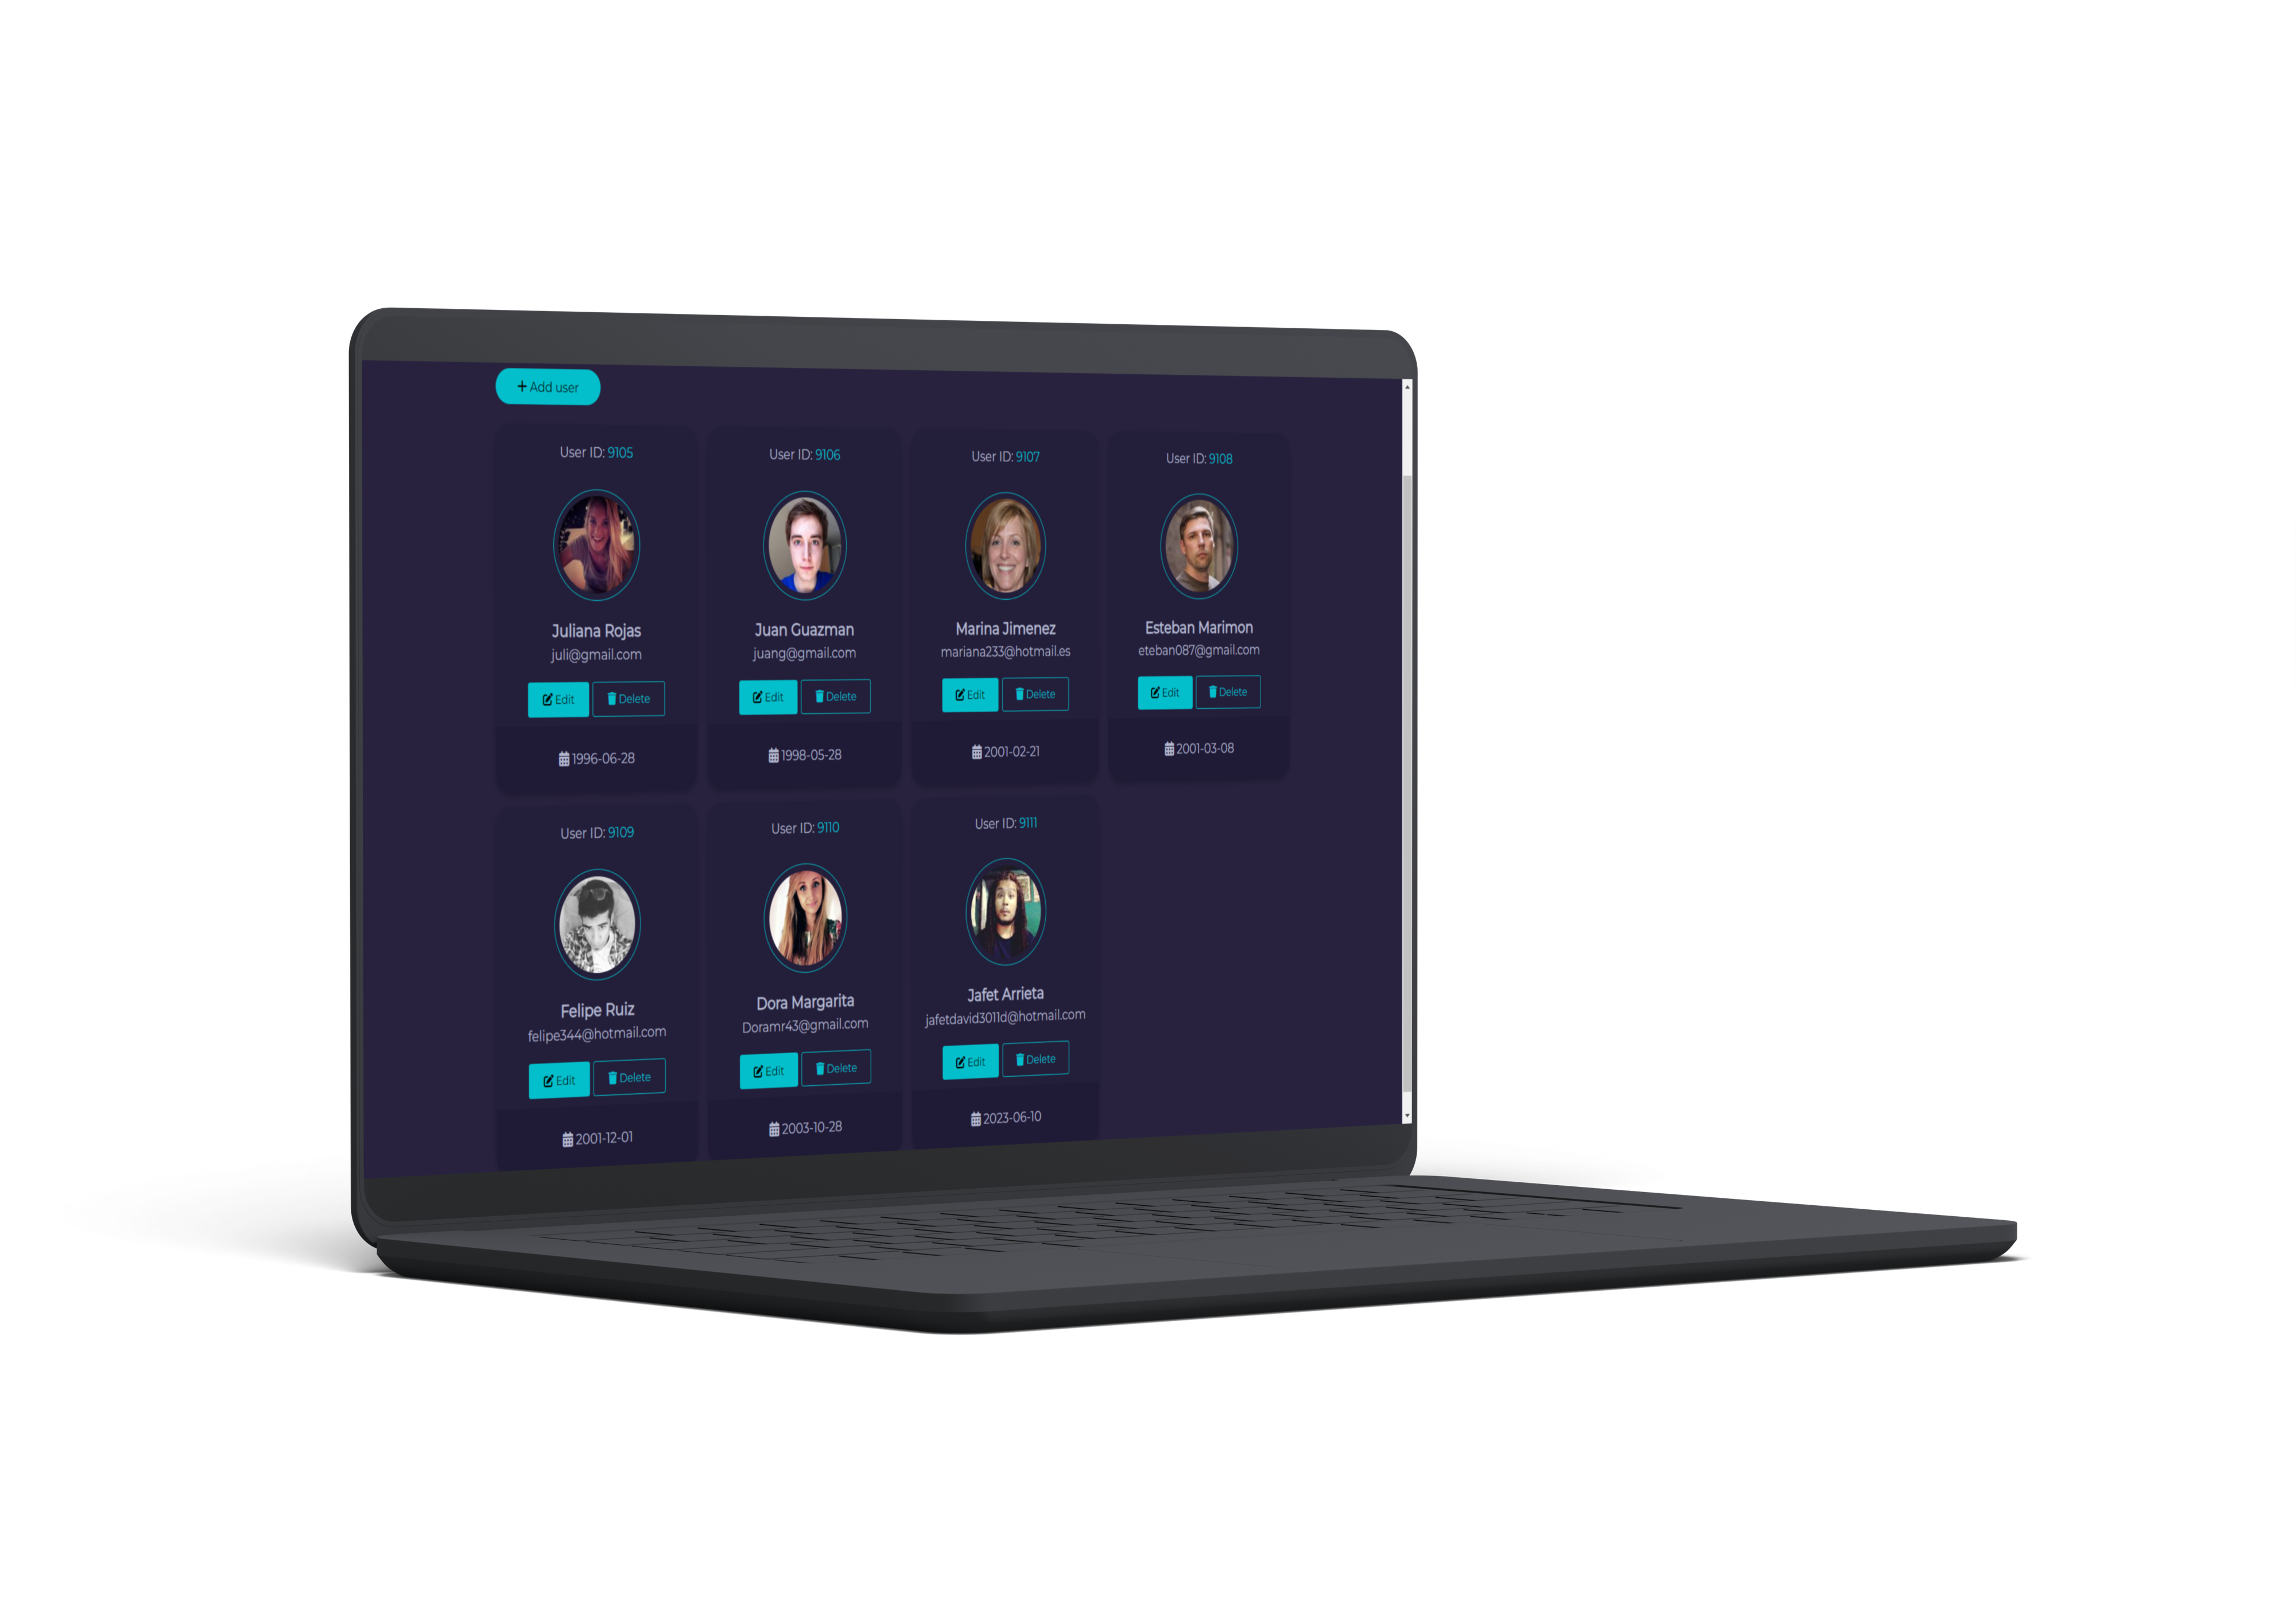 + Add user
User ID: 9105
Juliana Rojas
juli@gmail.com
Edit Delete
1996-06-28
User ID: 9106
Juan Guazman
juang@gmail.com
Edit Delete
1998-05-28
User ID: 9107
Marina Jimenez
mariana233@hotmail.es
Edit Delete
2001-02-21
User ID: 9108
Esteban Marimon
eteban087@gmail.com
Edit Delete
2001-03-08
User ID: 9109
Felipe Ruiz
felipe344@hotmail.com
Edit Delete
2001-12-01
User ID: 9110
Dora Margarita
Doramr43@gmail.com
Edit Delete
2003-10-28
User ID: 9111
Jafet Arrieta
jafetdavid3011d@hotmail.com
Edit Delete
2023-06-10